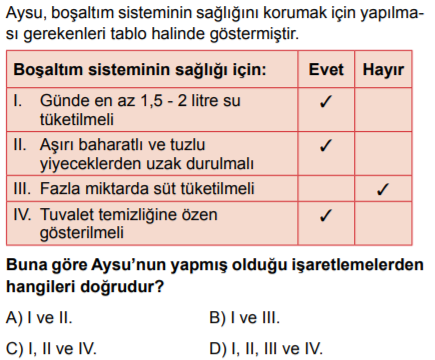 Aysu, boşaltım sisteminin sağlığını korumak için yapılma-
sı gerekenleri tablo halinde göstermiştir.
Boşaltım sisteminin sağlığı için: Evet Hayır
I. Günde en az 1,5 - 2 litre su ✓
tüketilmeli
II. Aşırı baharatlı ve tuzlu ✓
yiyeceklerden uzak durulmalı
III. Fazla miktarda süt tüketilmeli ✓
IV. Tuvalet temizliğine özen ✓
gösterilmeli
Buna göre Aysu'nun yapmış olduğu işaretlemelerden
hangileri doğrudur?
A) I ve II. B) I ve III.
C) I, II ve IV. D) I, II, III ve IV.